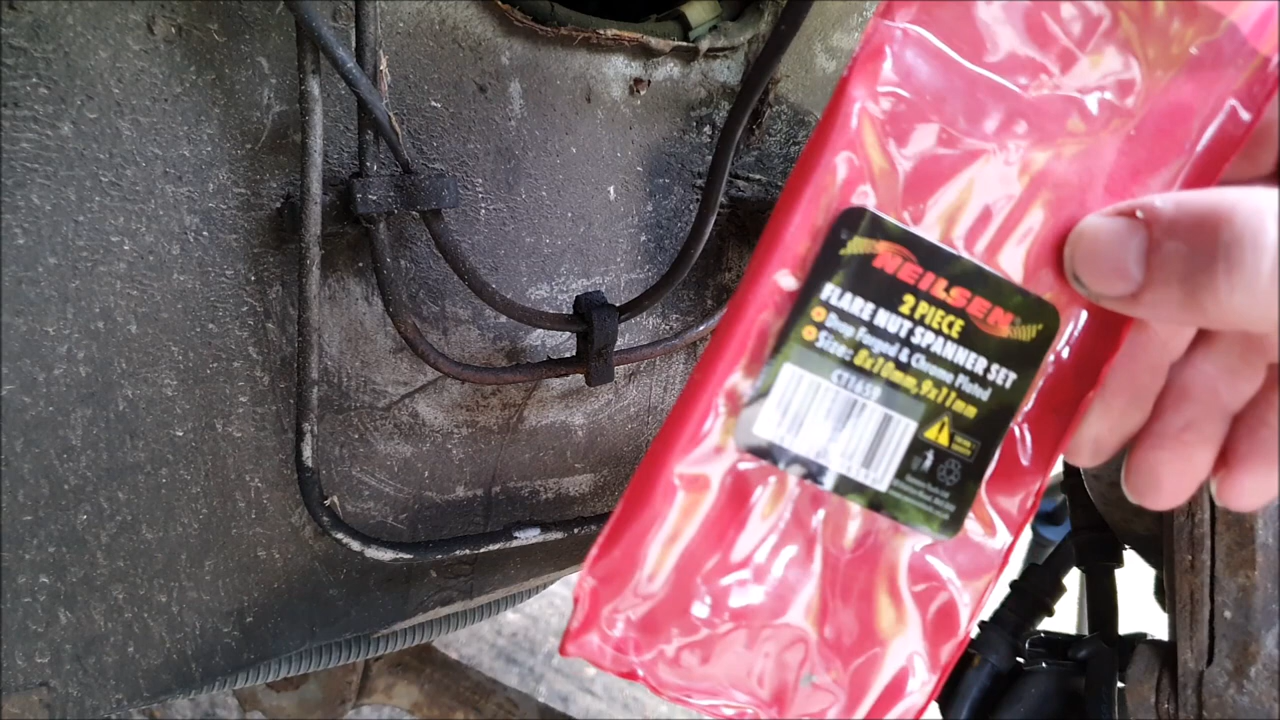 NEILSEN
2 PIECE
FLARE NUT SPANNER SET
Drop Forged & Chrome Plated
Size: 8x10mm, 9x11mm
CT1659